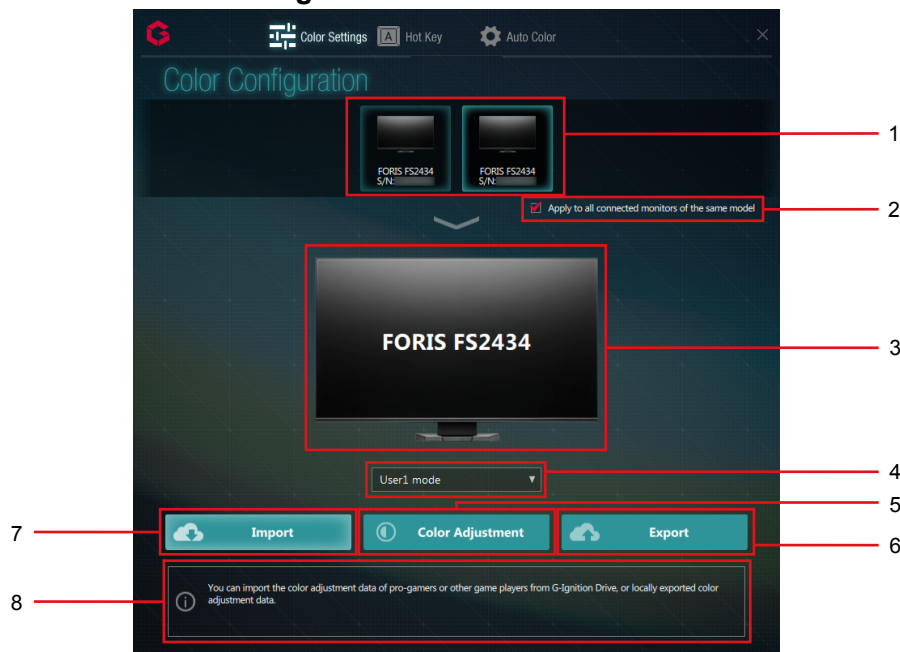 Color Settings
A
Hot Key
Auto Color
Color Configuration
FORIS FS2434
S/N:
FORIS FS2434
S/N:
1
Apply to all connected monitors of the same model
2
FORIS FS2434
3
User1 mode
4
5
7
Import
Color Adjustment
Export
6
You can import the color adjustment data of pro-gamers or other game players from G-Ignition Drive, or locally exported color
adjustment data.
8